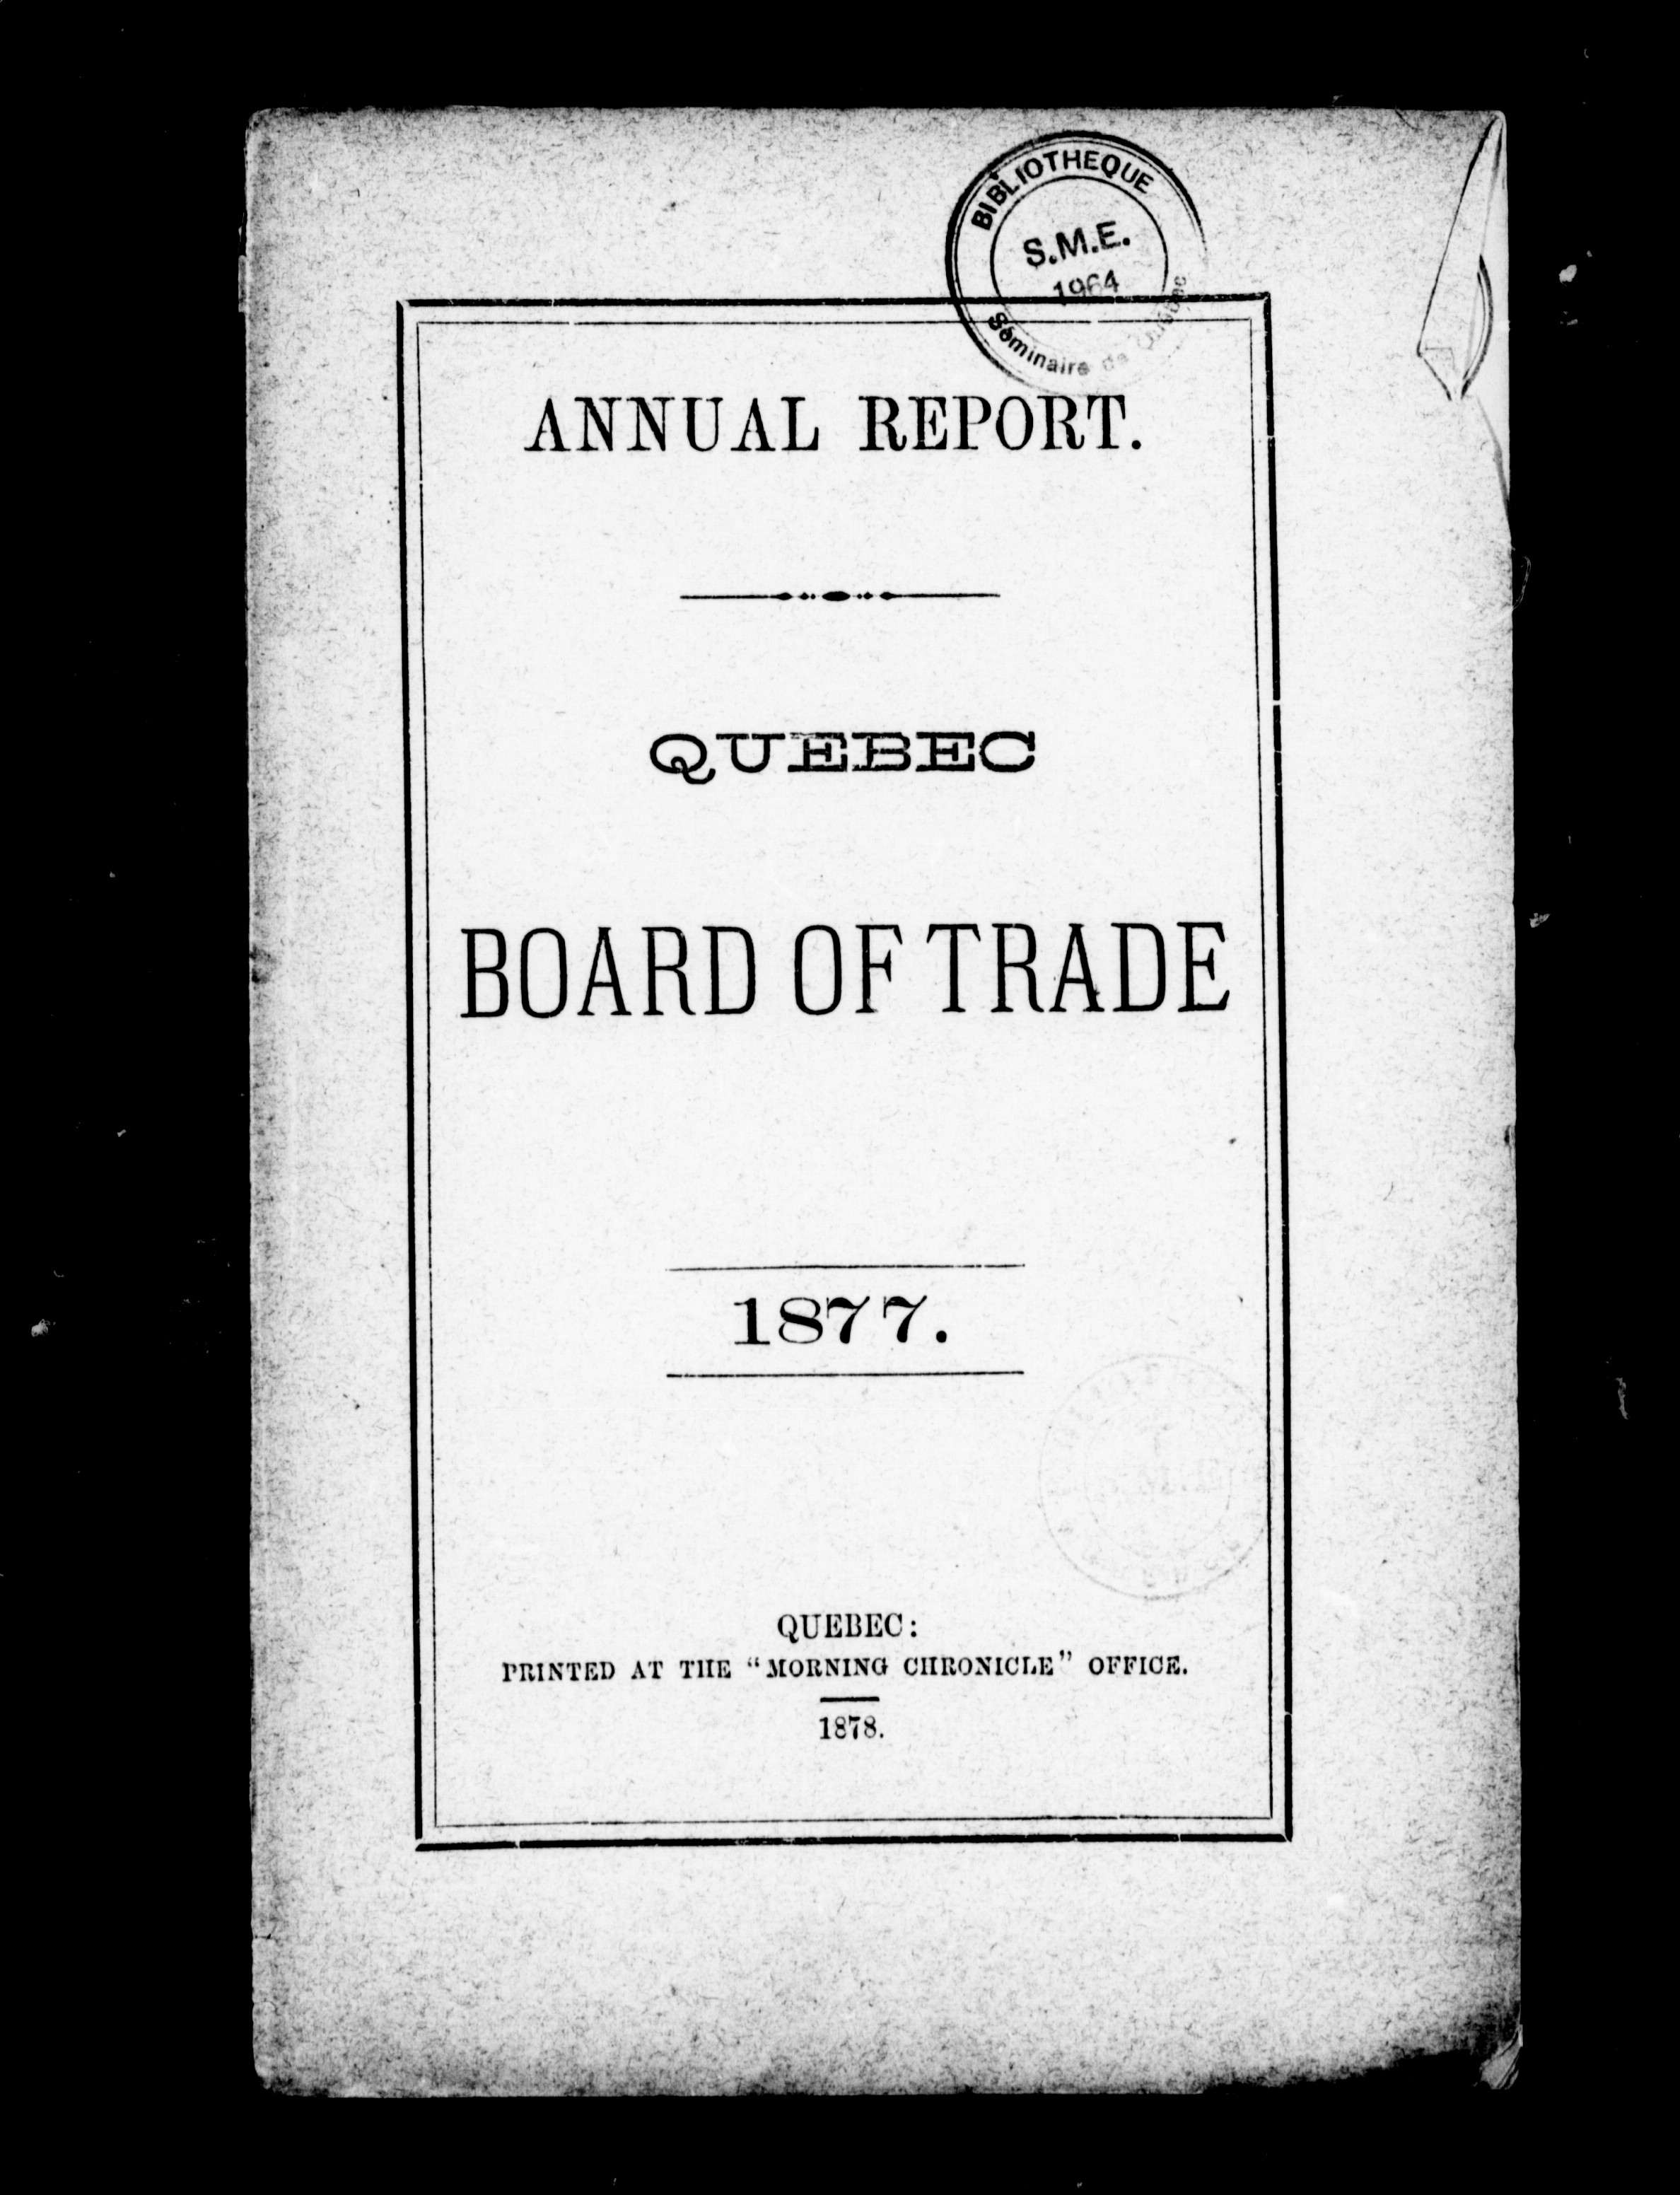 BIBLIOTHEQUE
S.M.E.
1964
Séminaire de Québec
ANNUAL REPORT.
QUEBEC
BOARD OF TRADE
1877.
QUEBEC:
PRINTED AT THE "MORNING CHRONICLE" OFFICE.
1878.